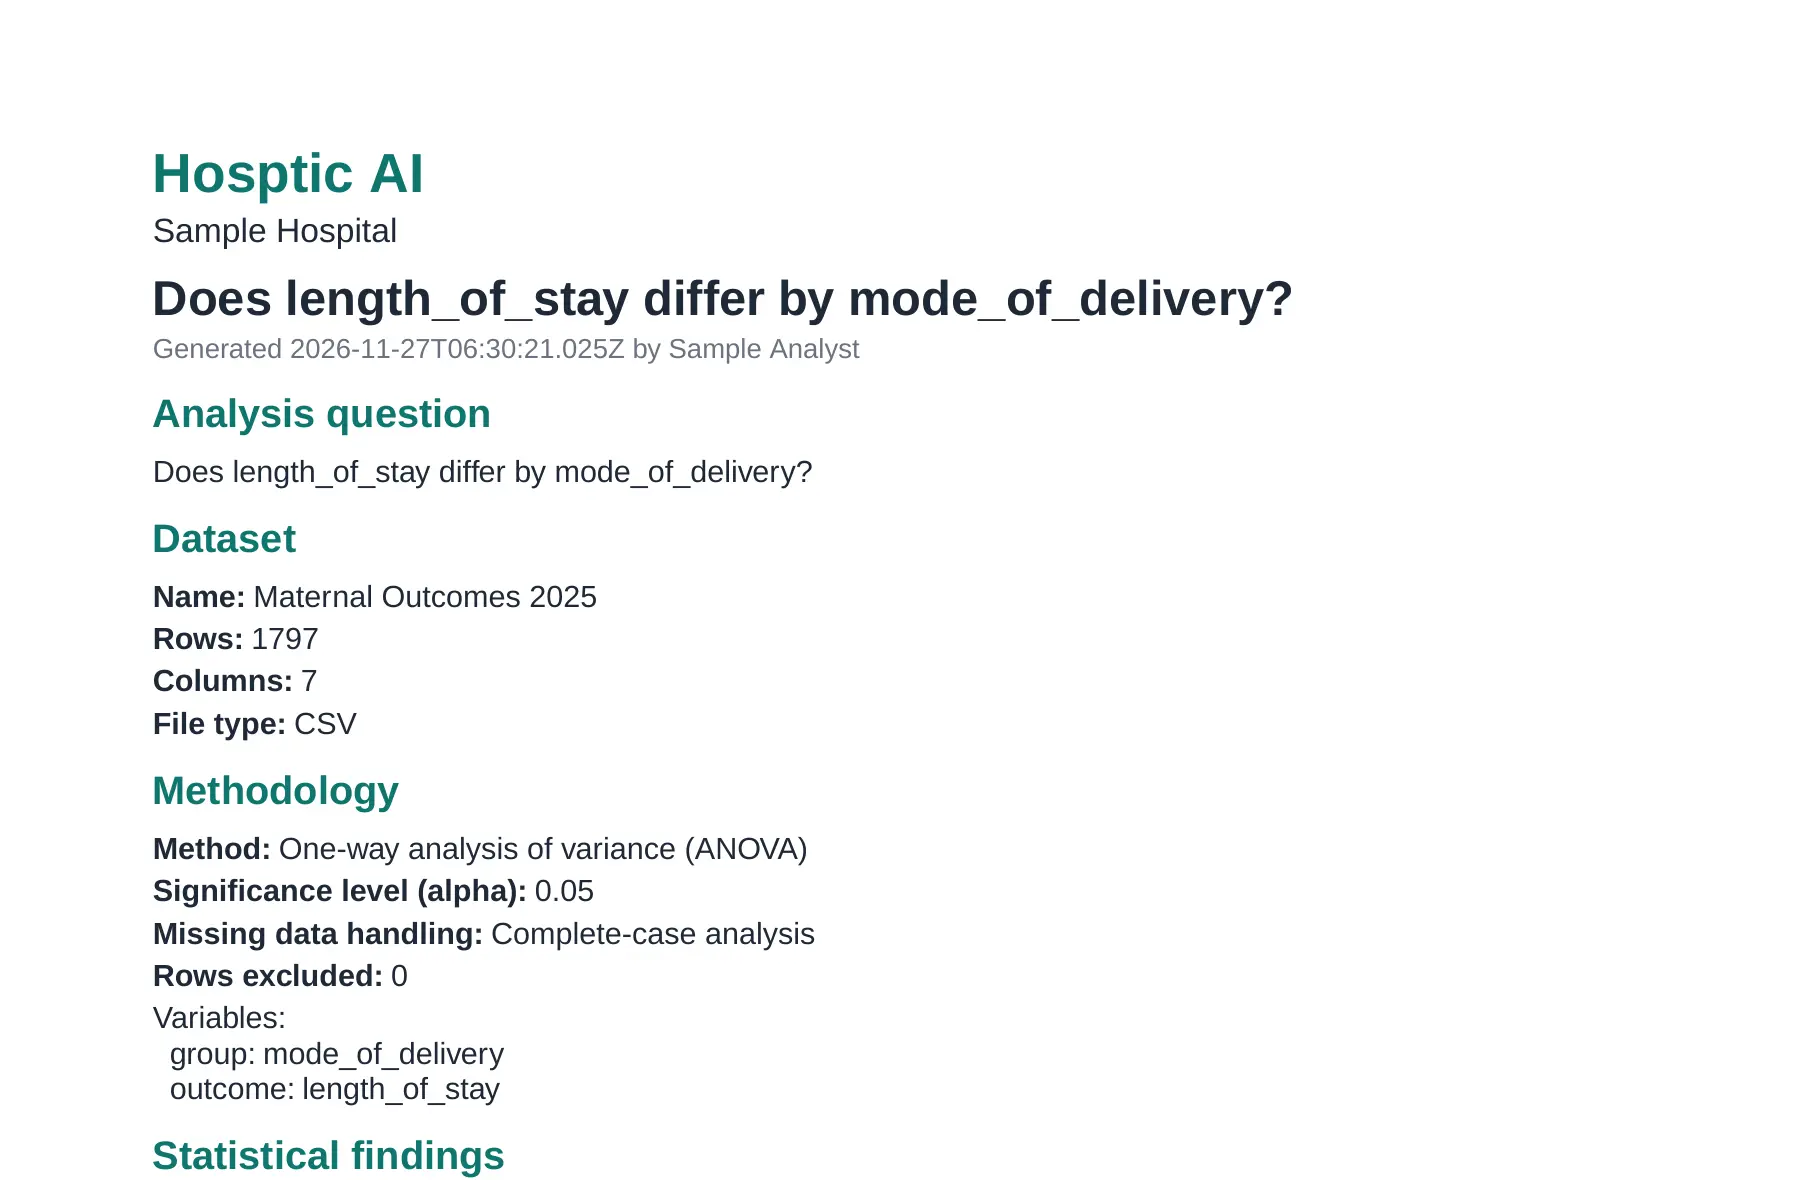 Hosptic AI
Sample Hospital
Does length_of_stay differ by mode_of_delivery?
Generated 2026-11-27T06:30:21.025Z by Sample Analyst
Analysis question
Does length_of_stay differ by mode_of_delivery?
Dataset
Name: Maternal Outcomes 2025
Rows: 1797
Columns: 7
File type: CSV
Methodology
Method: One-way analysis of variance (ANOVA)
Significance level (alpha): 0.05
Missing data handling: Complete-case analysis
Rows excluded: 0
Variables:
group: mode_of_delivery
outcome: length_of_stay
Statistical findings